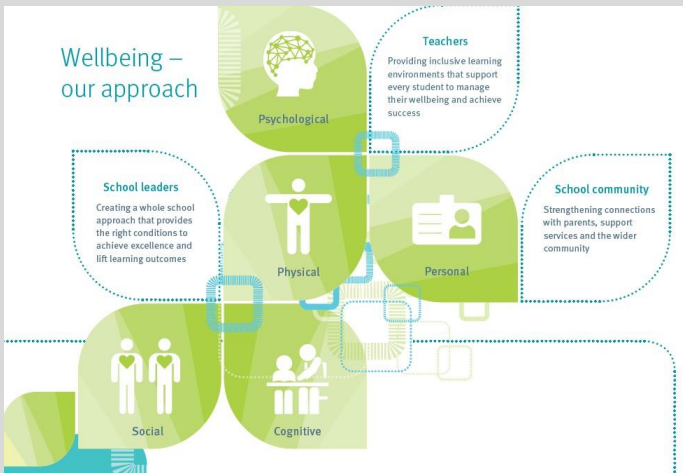 Wellbeing –
our approach
Psychological
Teachers
Providing inclusive learning
environments that support
every student to manage
their wellbeing and achieve
success
School leaders
Creating a whole school
approach that provides
the right conditions to
achieve excellence and
lift learning outcomes
Physical
Personal
School community
Strengthening connections
with parents, support
services and the wider
community
Social
Cognitive